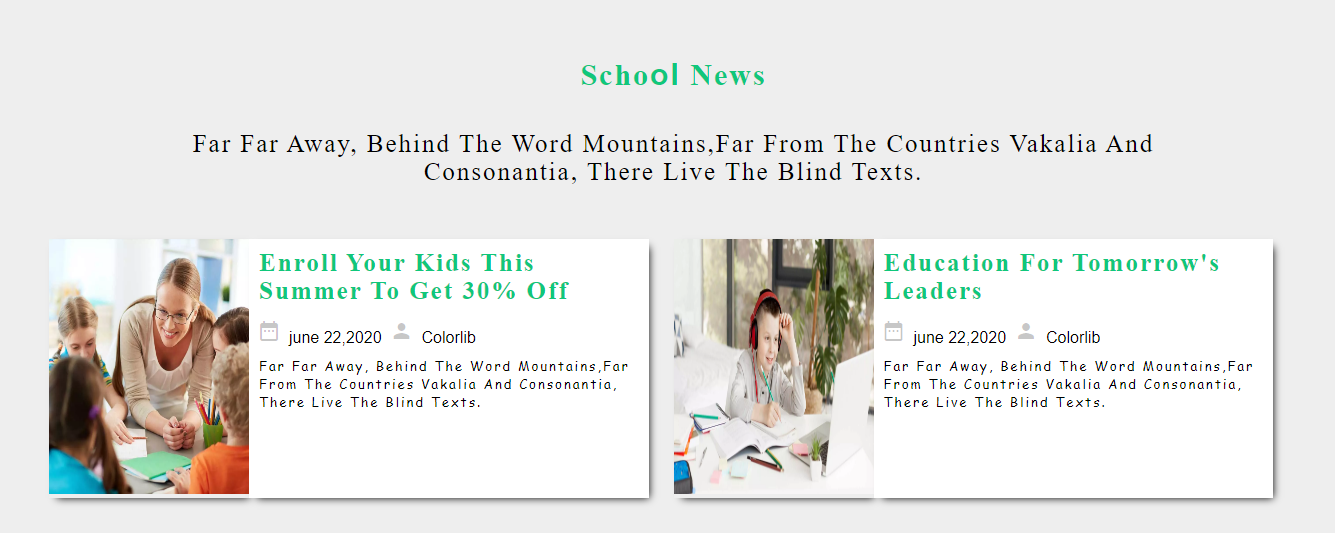 School News
Far Far Away, Behind The Word Mountains,Far From The Countries Vakalia And
Consonantia, There Live The Blind Texts.
Enroll Your Kids This
Summer To Get 30% Off
june 22,2020 Colorlib
Far Far Away, Behind The Word Mountains,Far
From The Countries Vakalia And Consonantia,
There Live The Blind Texts.
Education For Tomorrow's
Leaders
june 22,2020 Colorlib
Far Far Away, Behind The Word Mountains,Far
From The Countries Vakalia And Consonantia,
There Live The Blind Texts.